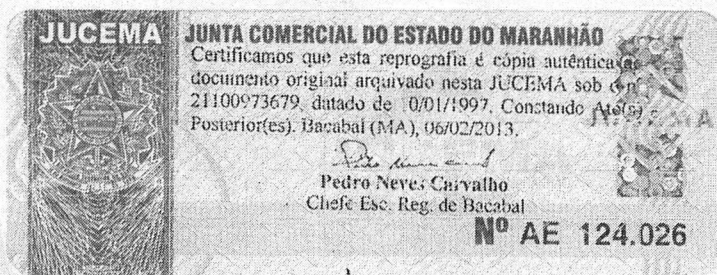 JUCEMA
JUNTA COMERCIAL DO ESTADO DO MARANHÃO
Certificamos que esta reprografia é cópia autêntica
documento original arquivado nesta JUCEMA sob
21100973679, datado de 10/01/1997. Constando Ato(s)
Posterior(es). Bacabal (MA), 06/02/2013.
Pedro Neves Carvalho
Chefe Esc. Reg. de Bacabal
Nº AE 124.026